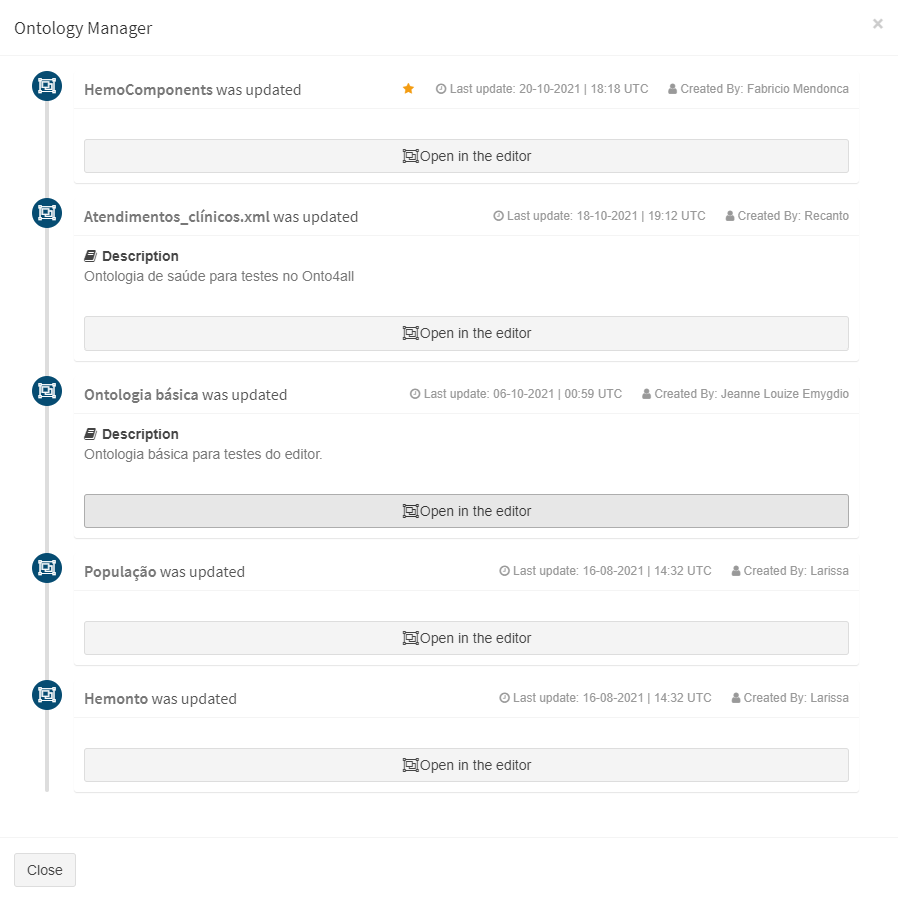 Ontology Manager
×
HemoComponents was updated
Last update: 20-10-2021 | 18:18 UTC
Created By: Fabricio Mendonca
Open in the editor
Atendimentos_clínicos.xml was updated
Last update: 18-10-2021 | 19:12 UTC
Created By: Recanto
Description
Ontologia de saúde para testes no Onto4all
Open in the editor
Ontologia básica was updated
Last update: 06-10-2021 | 00:59 UTC
Created By: Jeanne Louize Emygdio
Description
Ontologia básica para testes do editor.
Open in the editor
População was updated
Last update: 16-08-2021 | 14:32 UTC
Created By: Larissa
Open in the editor
Hemonto was updated
Last update: 16-08-2021 | 14:32 UTC
Created By: Larissa
Open in the editor
Close